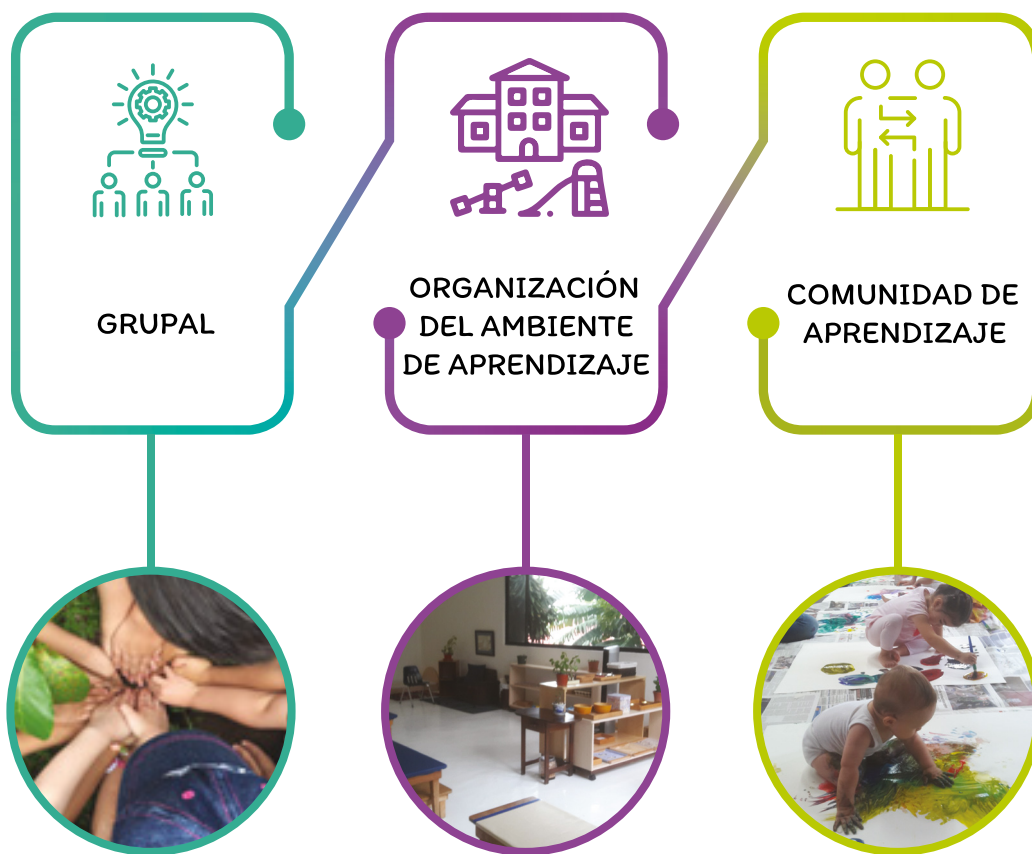 GRUPAL
ORGANIZACIÓN
DEL AMBIENTE
DE APRENDIZAJE
COMUNIDAD DE
APRENDIZAJE